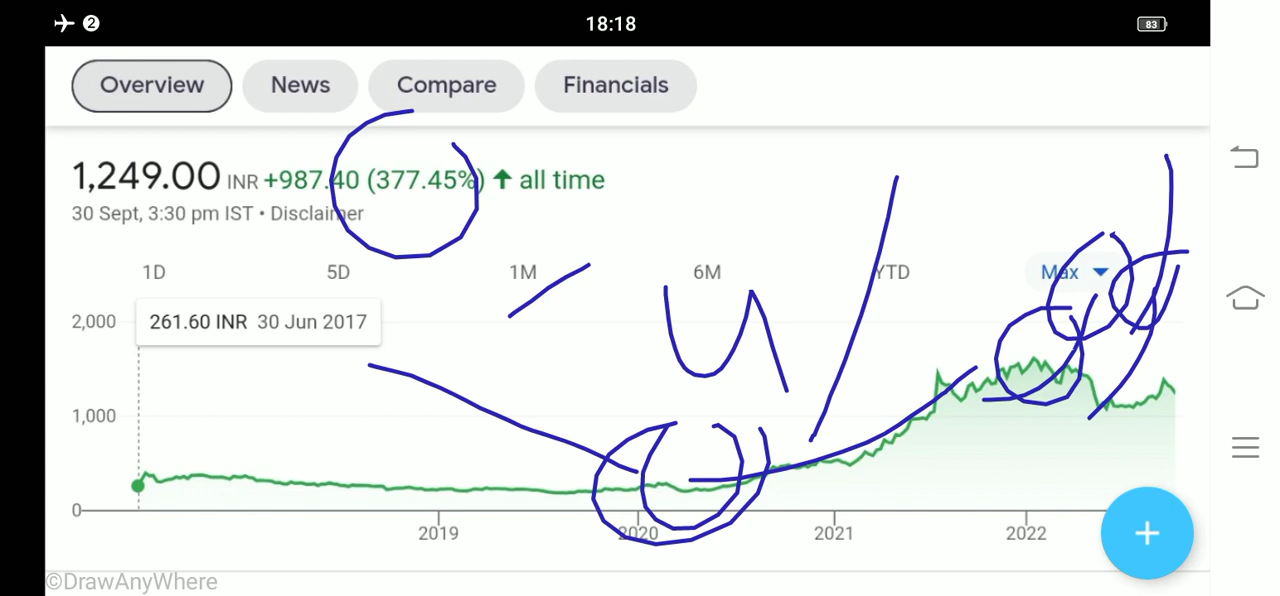 2 18:18 83
Overview News Compare Financials
1,249.00 INR +987.40 (377.45%) ↑ all time
30 Sept, 3:30 pm IST • Disclaimer
1D 5D 1M 6M YTD Max
2,000
261.60 INR 30 Jun 2017
1,000
0
2019 2020 2021 2022
©DrawAnyWhere